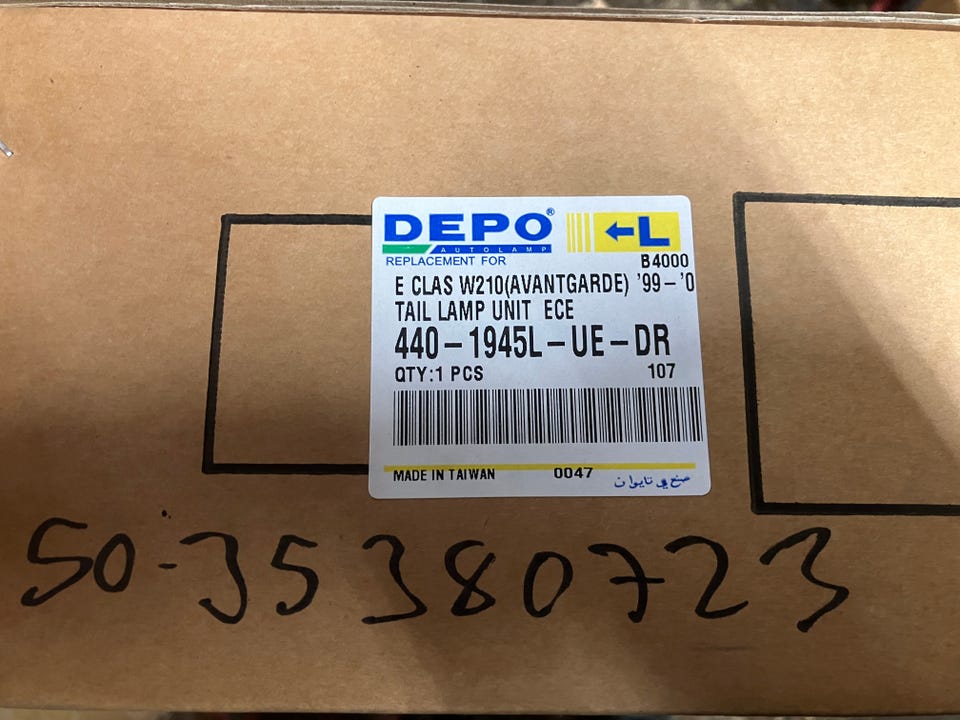 DEPO®
AUTOLAMP
←L
REPLACEMENT FOR
B4000
E CLAS W210(AVANTGARDE) '99-'0
TAIL LAMP UNIT ECE
440-1945L-UE-DR
QTY:1 PCS 107
MADE IN TAIWAN 0047 صنع في تايوان
50-35380723